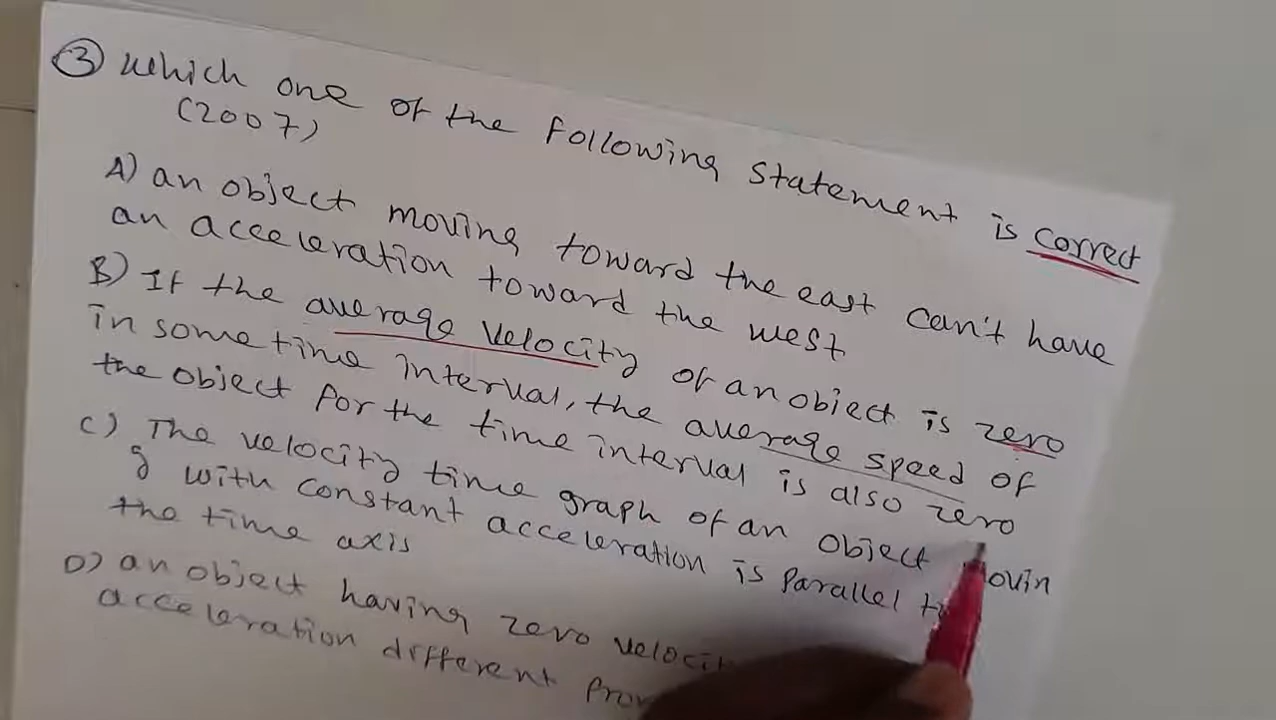 ③ Which one of the following statement is correct
(2007)
A) an object moving toward the east can't have
an acceleration toward the west
B) If the average velocity of an object is zero
in some time interval, the average speed of
the object for the time interval is also zero
C) The velocity time graph of an object movin
g with constant acceleration is parallel to
the time axis
D) an object having zero
acceleration different